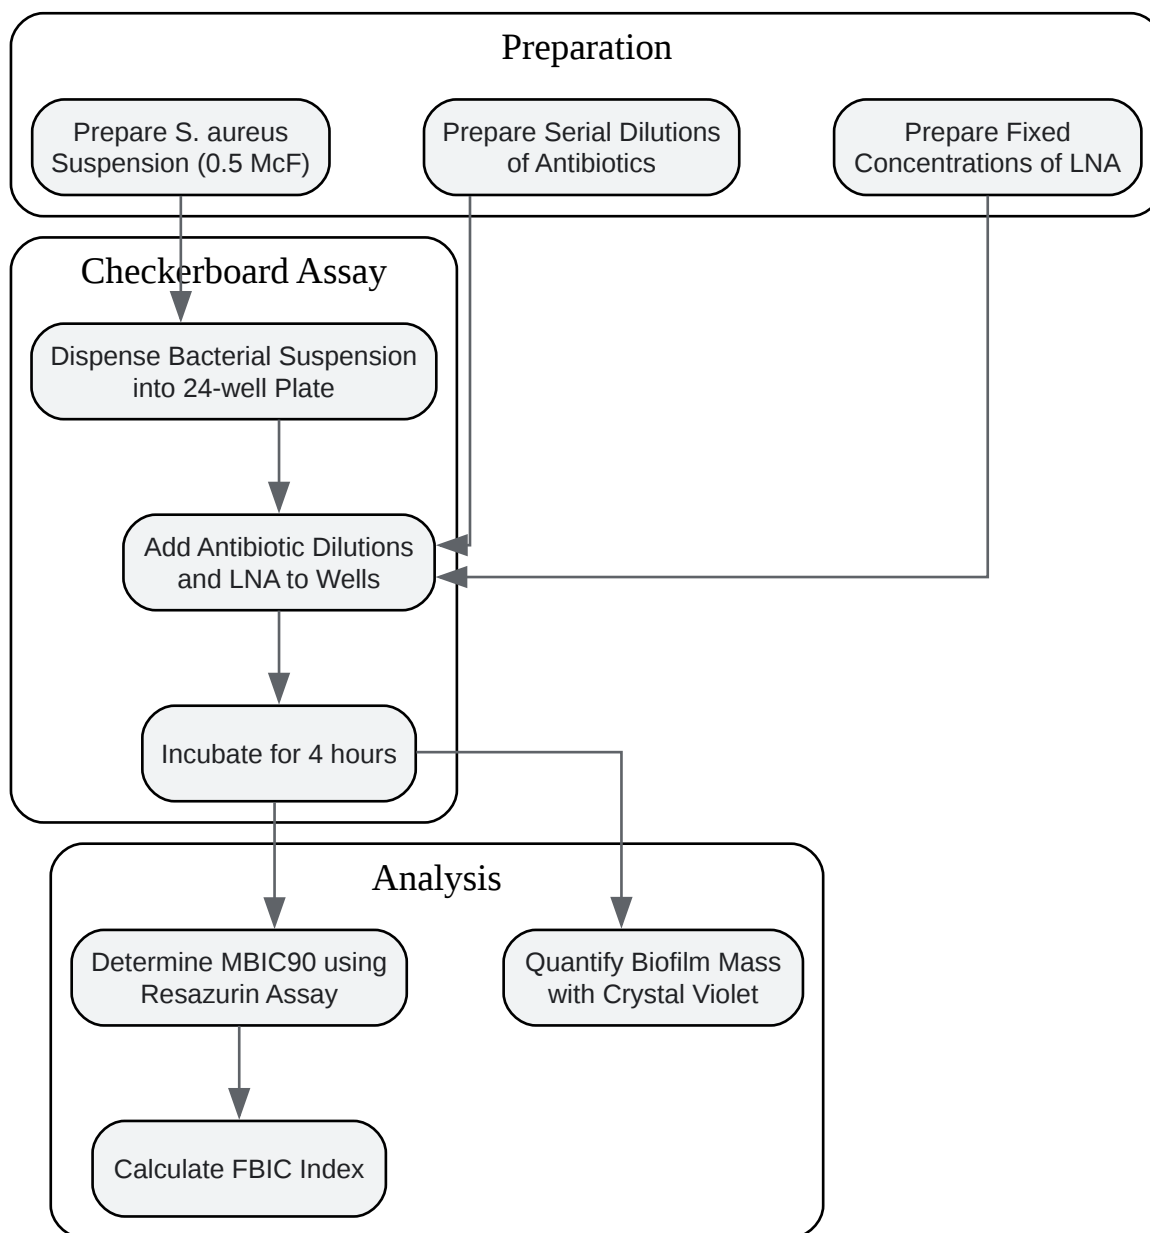 Preparation
Prepare S. aureus
Suspension (0.5 McF)
Prepare Serial Dilutions
of Antibiotics
Prepare Fixed
Concentrations of LNA
Checkerboard Assay
Dispense Bacterial Suspension
into 24-well Plate
Add Antibiotic Dilutions
and LNA to Wells
Incubate for 4 hours
Analysis
Determine MBIC90 using
Resazurin Assay
Quantify Biofilm Mass
with Crystal Violet
Calculate FBIC Index